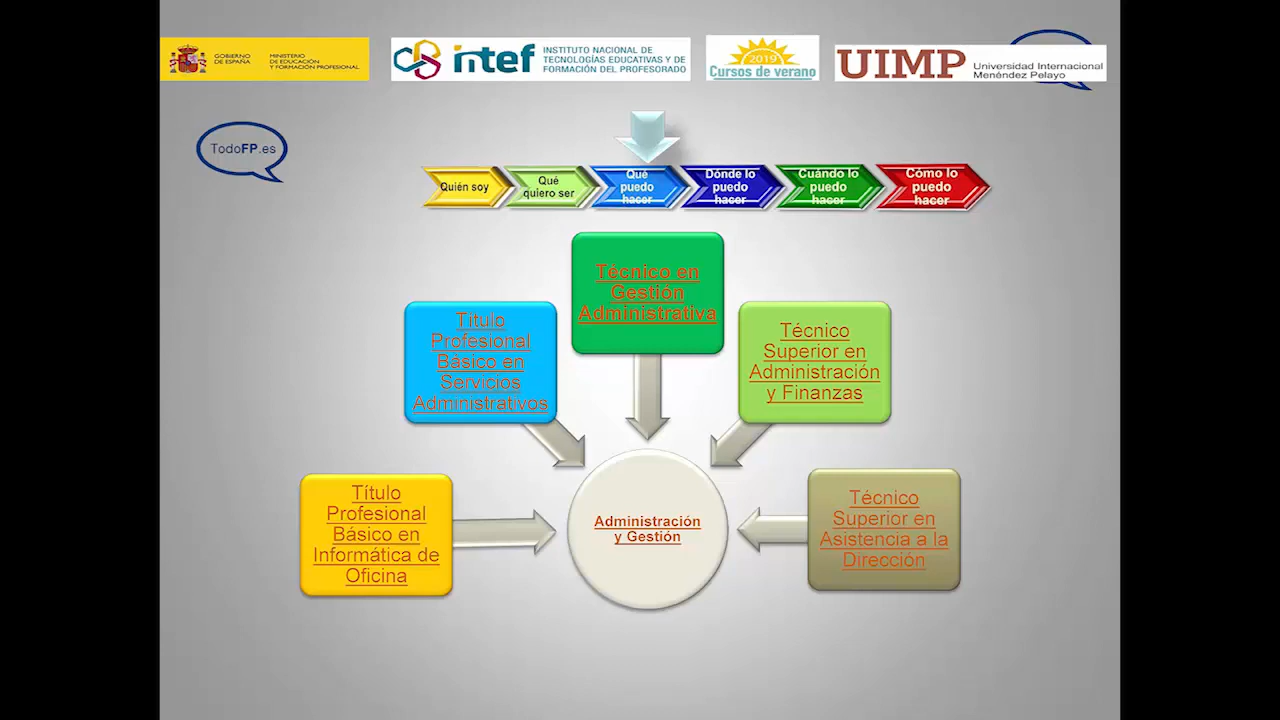 GOBIERNO
DE ESPAÑA
MINISTERIO
DE EDUCACIÓN
Y FORMACIÓN PROFESIONAL
intef
INSTITUTO NACIONAL DE
TECNOLOGÍAS EDUCATIVAS Y DE
FORMACIÓN DEL PROFESORADO
2019
Cursos de verano
UIMP
Universidad Internacional
Menéndez Pelayo
TodoFP.es
Quién soy
Qué
quiero ser
Qué
puedo
hacer
Dónde lo
puedo
hacer
Cuándo lo
puedo
hacer
Cómo lo
puedo
hacer
Técnico en
Gestión
Administrativa
Título
Profesional
Básico en
Servicios
Administrativos
Técnico
Superior en
Administración
y Finanzas
Título
Profesional
Básico en
Informática de
Oficina
Administración
y Gestión
Técnico
Superior en
Asistencia a la
Dirección